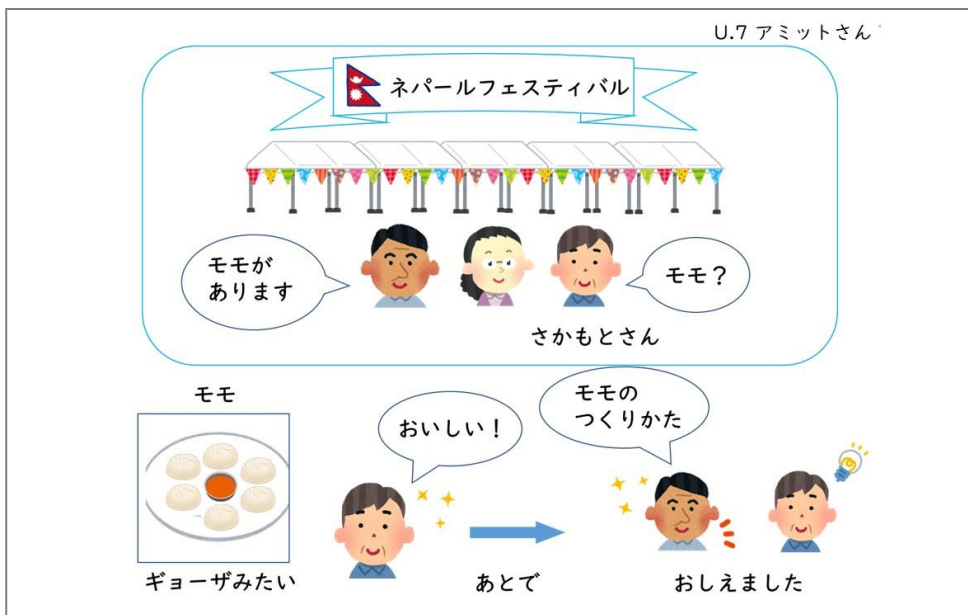 U.7 アミットさん
ネパールフェスティバル
モモが
あります
モモ？
さかもとさん
モモ
ギョーザみたい
おいしい！
あとで
モモの
つくりかた
おしえました